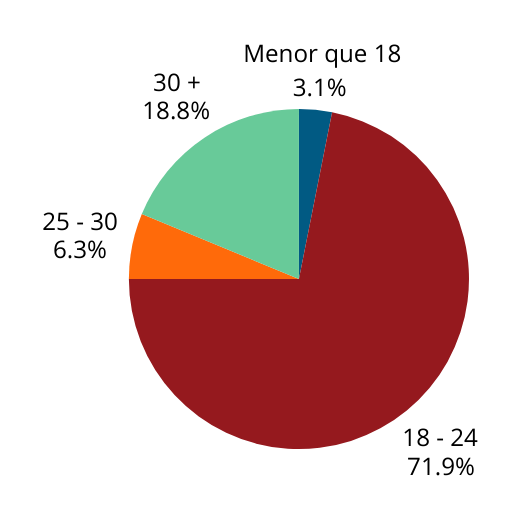 Menor que 18
3.1%
30 +
18.8%
25 - 30
6.3%
18 - 24
71.9%